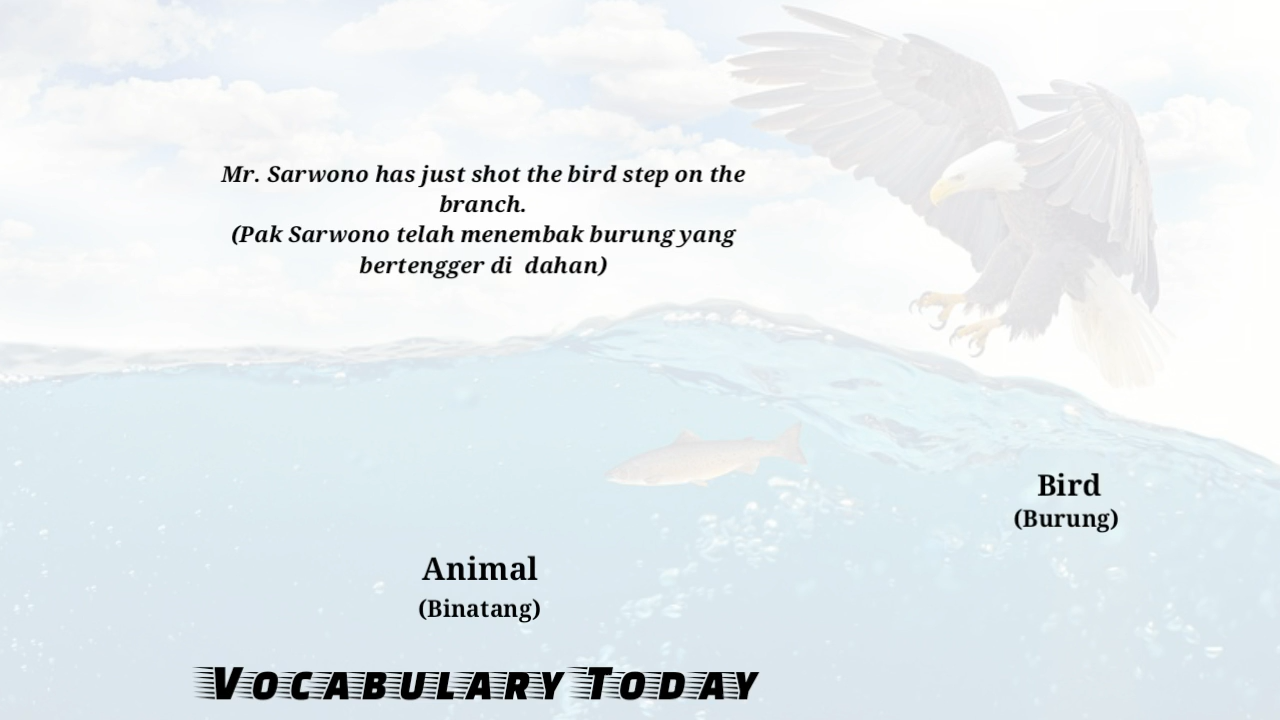 Mr. Sarwono has just shot the bird step on the
branch.
(Pak Sarwono telah menembak burung yang
bertengger di  dahan)
Bird
(Burung)
Animal
(Binatang)
Vocabulary Today